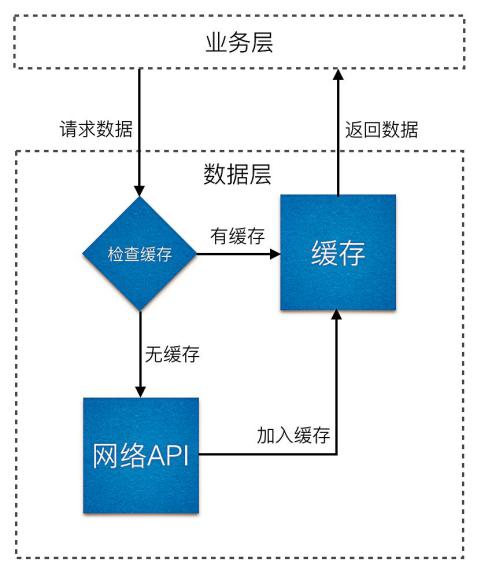 业务层
请求数据
返回数据
数据层
检查缓存
有缓存
缓存
无缓存
网络API
加入缓存